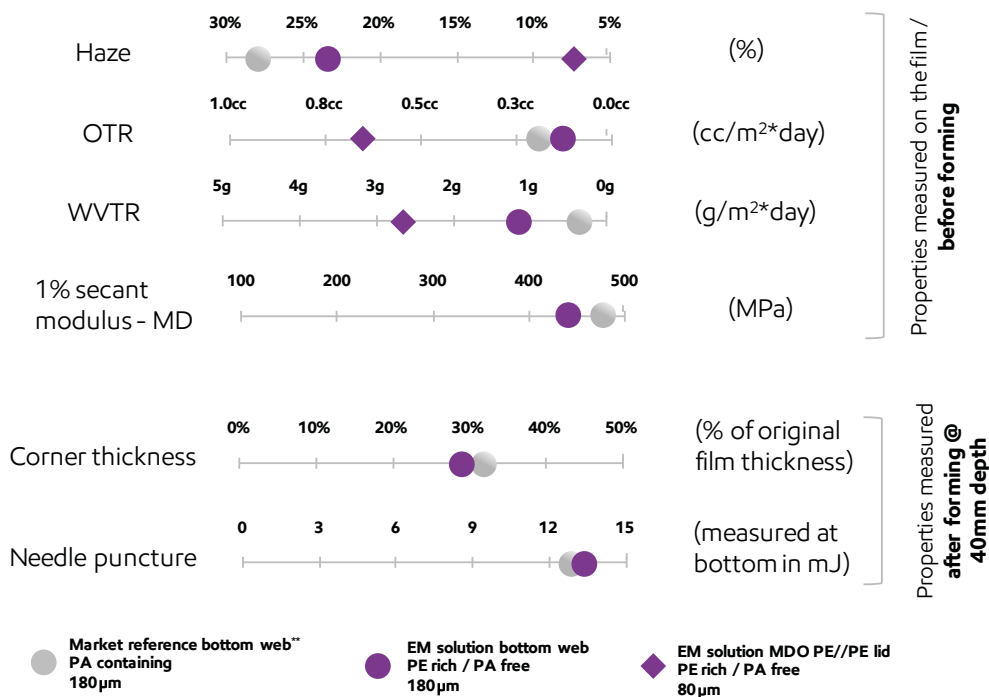 30% 25% 20% 15% 10% 5%
Haze
(%)
1.0cc 0.8cc 0.5cc 0.3cc 0.0cc
OTR
(cc/m²*day)
5g 4g 3g 2g 1g 0g
WVTR
(g/m²*day)
100 200 300 400 500
1% secant
modulus - MD
(MPa)
Properties measured on the film /
before forming
0% 10% 20% 30% 40% 50%
Corner thickness
(% of original
film thickness)
0 3 6 9 12 15
Needle puncture
(measured at
bottom in mJ)
Properties measured
after forming @
40mm depth
Market reference bottom web**
PA containing
180µm
EM solution bottom web
PE rich / PA free
180µm
EM solution MDO PE//PE lid
PE rich / PA free
80µm